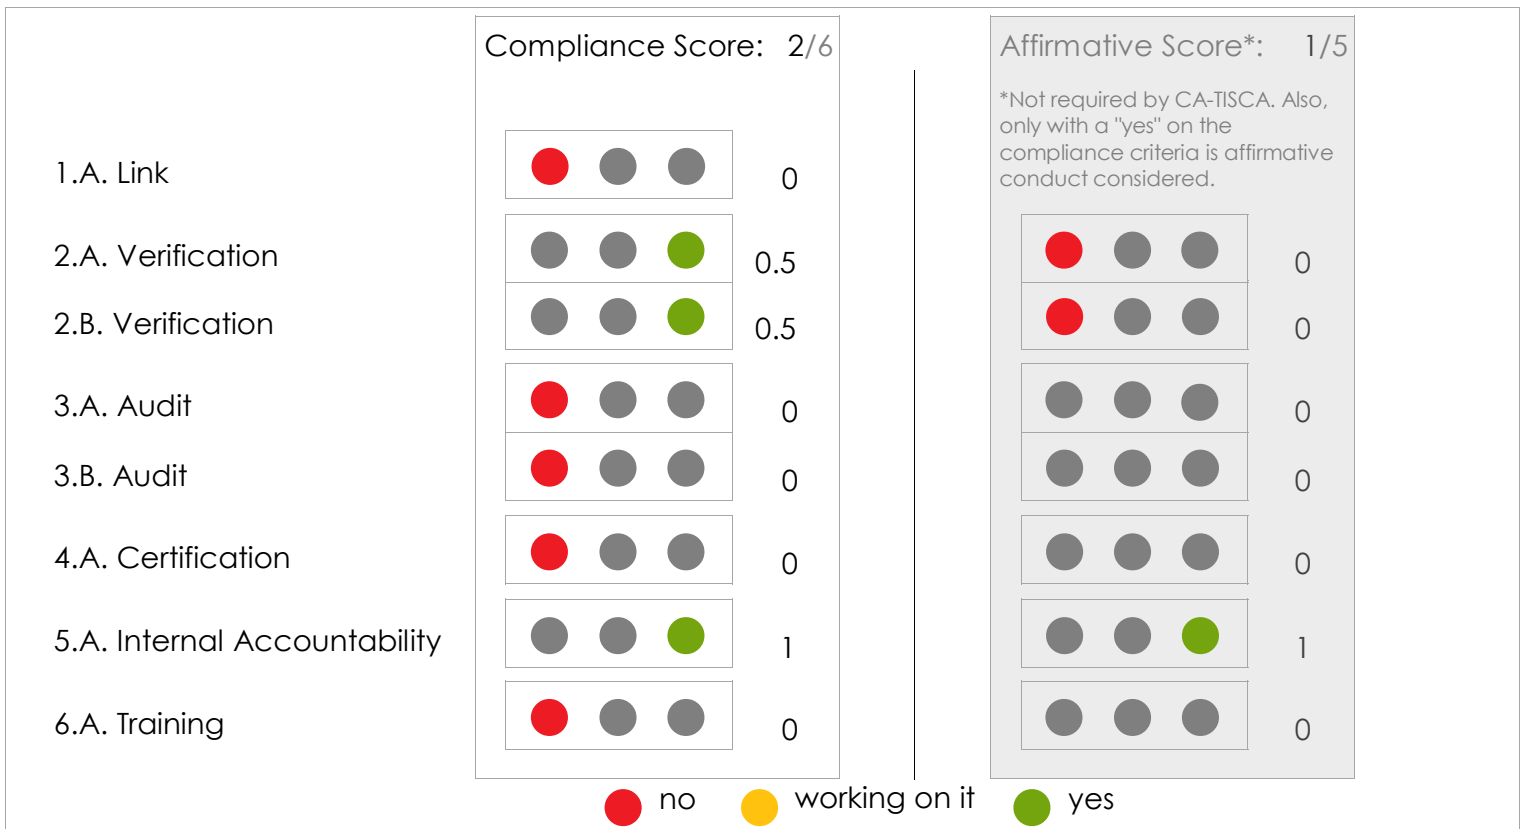 Compliance Score: 2/6
Affirmative Score*: 1/5
*Not required by CA-TISCA. Also,
only with a "yes" on the
compliance criteria is affirmative
conduct considered.
1.A. Link 0
2.A. Verification 0.5 0
2.B. Verification 0.5 0
3.A. Audit 0 0
3.B. Audit 0 0
4.A. Certification 0 0
5.A. Internal Accountability 1 1
6.A. Training 0 0
no working on it yes